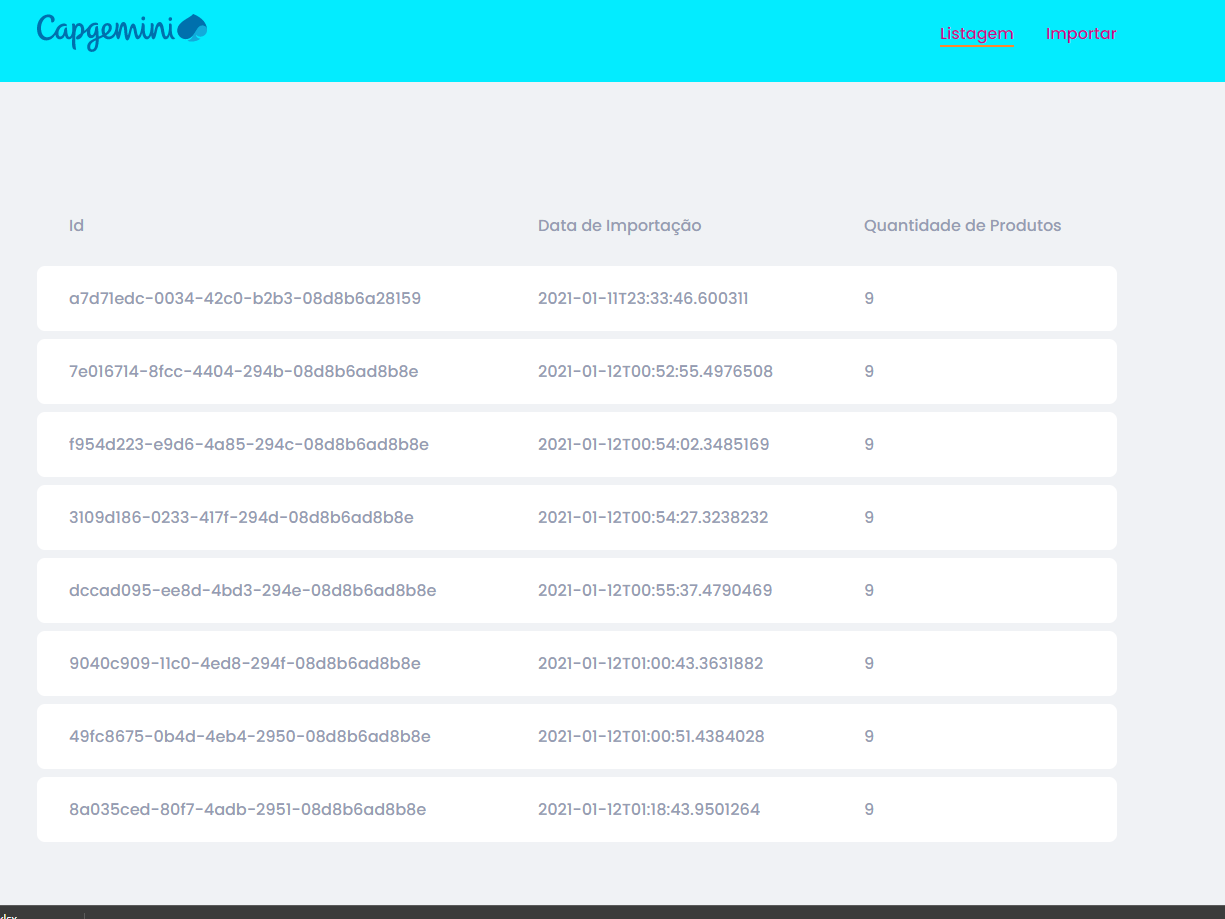 Capgemini
Listagem Importar
Id Data de Importação Quantidade de Produtos
a7d71edc-0034-42c0-b2b3-08d8b6a28159 2021-01-11T23:33:46.600311 9
7e016714-8fcc-4404-294b-08d8b6ad8b8e 2021-01-12T00:52:55.4976508 9
f954d223-e9d6-4a85-294c-08d8b6ad8b8e 2021-01-12T00:54:02.3485169 9
3109d186-0233-417f-294d-08d8b6ad8b8e 2021-01-12T00:54:27.3238232 9
dccad095-ee8d-4bd3-294e-08d8b6ad8b8e 2021-01-12T00:55:37.4790469 9
9040c909-11c0-4ed8-294f-08d8b6ad8b8e 2021-01-12T01:00:43.3631882 9
49fc8675-0b4d-4eb4-2950-08d8b6ad8b8e 2021-01-12T01:00:51.4384028 9
8a035ced-80f7-4adb-2951-08d8b6ad8b8e 2021-01-12T01:18:43.9501264 9